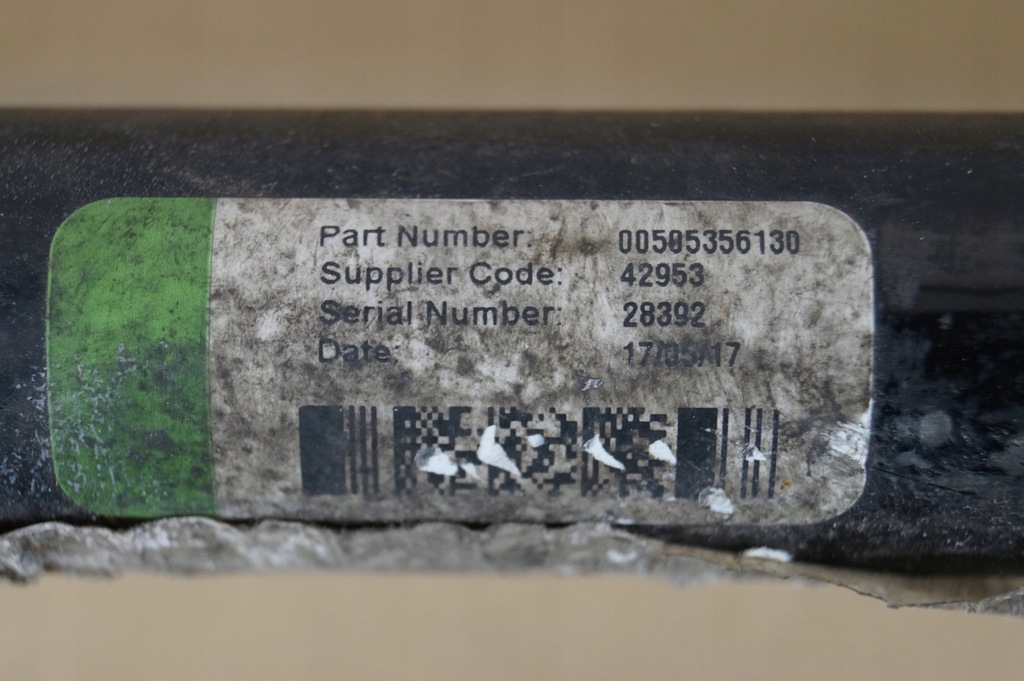 Part Number: 00505356130
Supplier Code: 42953
Serial Number: 28392
Date: 17/05/17